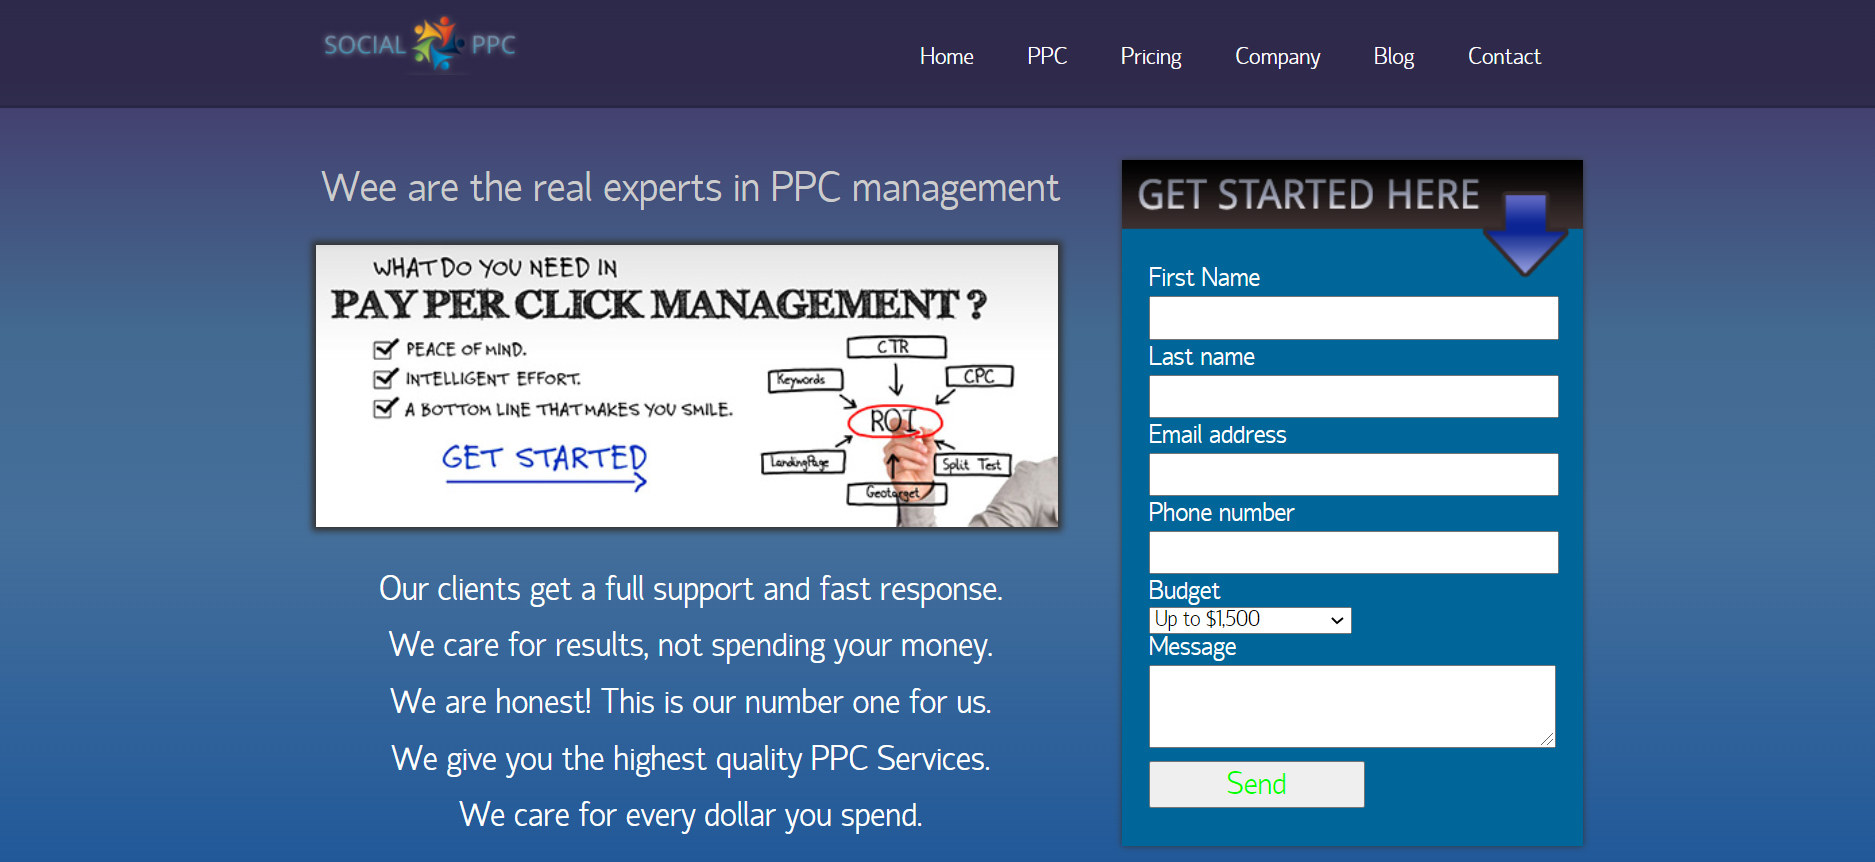 SOCIAL PPC
Home PPC Pricing Company Blog Contact
Wee are the real experts in PPC management
WHAT DO YOU NEED IN
PAY PER CLICK MANAGEMENT?
PEACE OF MIND.
INTELLIGENT EFFORT.
A BOTTOM LINE THAT MAKES YOU SMILE.
GET STARTED
CTR
Keywords
CPC
ROI
Landing Page
Split Test
Geotarget
Our clients get a full support and fast response.
We care for results, not spending your money.
We are honest! This is our number one for us.
We give you the highest quality PPC Services.
We care for every dollar you spend.
GET STARTED HERE
First Name
Last name
Email address
Phone number
Budget
Up to $1,500
Message
Send